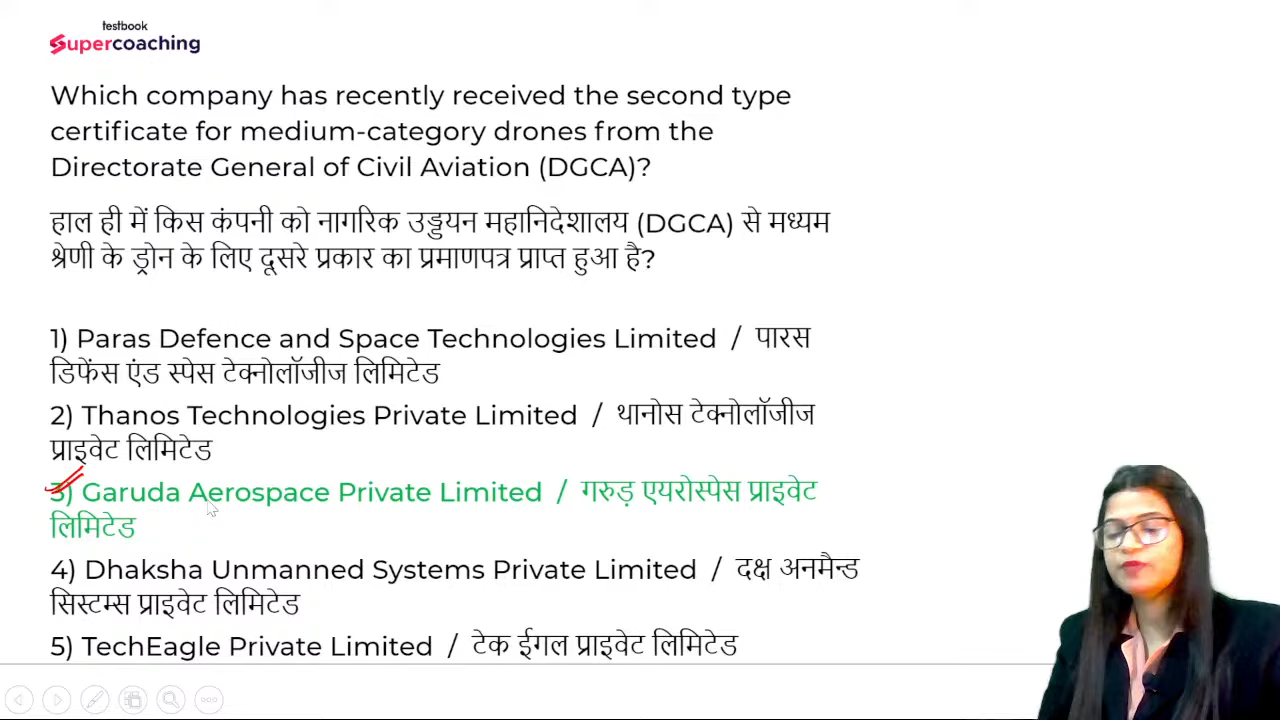 testbook
Supercoaching
Which company has recently received the second type
certificate for medium-category drones from the
Directorate General of Civil Aviation (DGCA)?
हाल ही में किस कंपनी को नागरिक उड्डयन महानिदेशालय (DGCA) से मध्यम
श्रेणी के ड्रोन के लिए दूसरे प्रकार का प्रमाणपत्र प्राप्त हुआ है?
1) Paras Defence and Space Technologies Limited / पारस
डिफेंस एंड स्पेस टेक्नोलॉजीज लिमिटेड
2) Thanos Technologies Private Limited / थानोस टेक्नोलॉजीज
प्राइवेट लिमिटेड
3) Garuda Aerospace Private Limited / गरुड़ एयरोस्पेस प्राइवेट
लिमिटेड
4) Dhaksha Unmanned Systems Private Limited / दक्ष अनमैन्ड
सिस्टम्स प्राइवेट लिमिटेड
5) TechEagle Private Limited / टेक ईगल प्राइवेट लिमिटेड